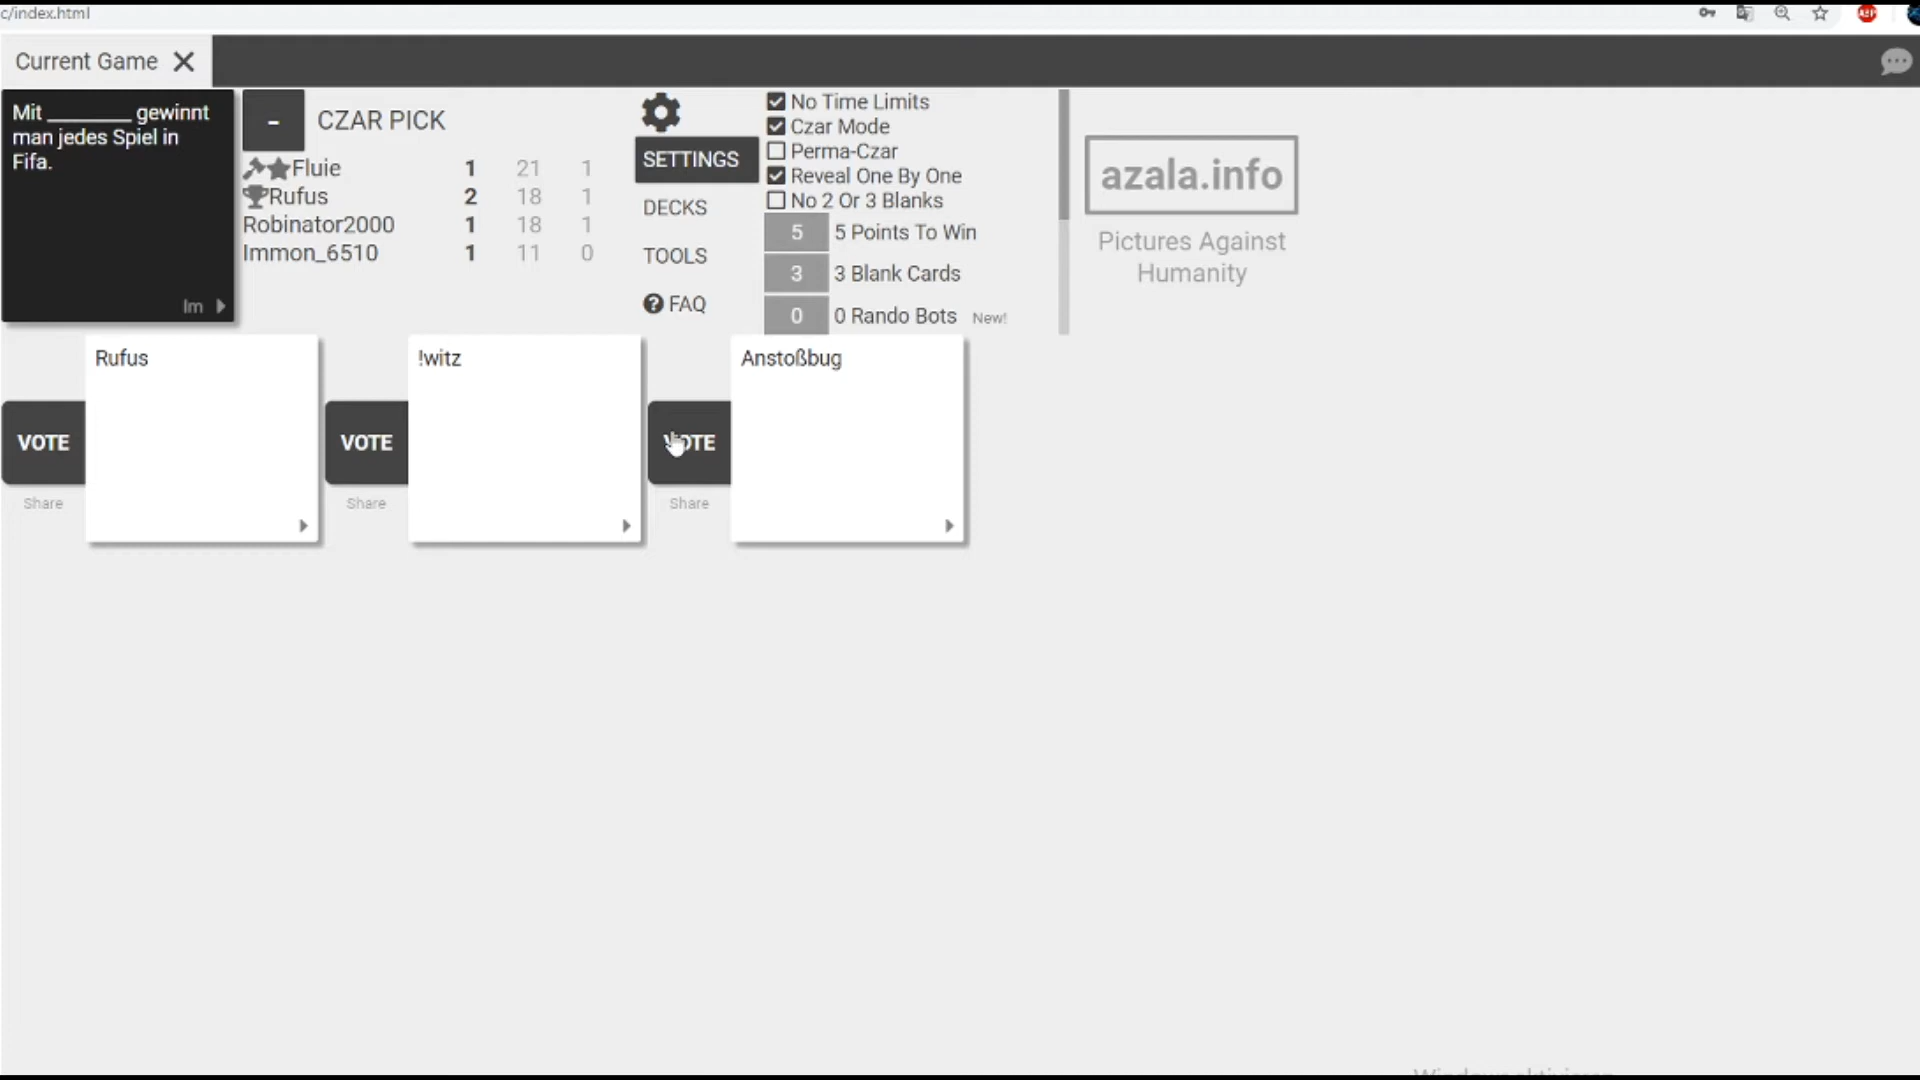 c/index.html
Current Game
Mit ________ gewinnt
man jedes Spiel in
Fifa.
Im
-
CZAR PICK
Fluie 1 21 1
Rufus 2 18 1
Robinator2000 1 18 1
Immon_6510 1 11 0
SETTINGS
DECKS
TOOLS
FAQ
No Time Limits
Czar Mode
Perma-Czar
Reveal One By One
No 2 Or 3 Blanks
5 5 Points To Win
3 3 Blank Cards
0 0 Rando Bots New!
azala.info
Pictures Against
Humanity
Rufus
VOTE
Share
!witz
VOTE
Share
Anstoßbug
VOTE
Share
ABP
Windows aktivieren